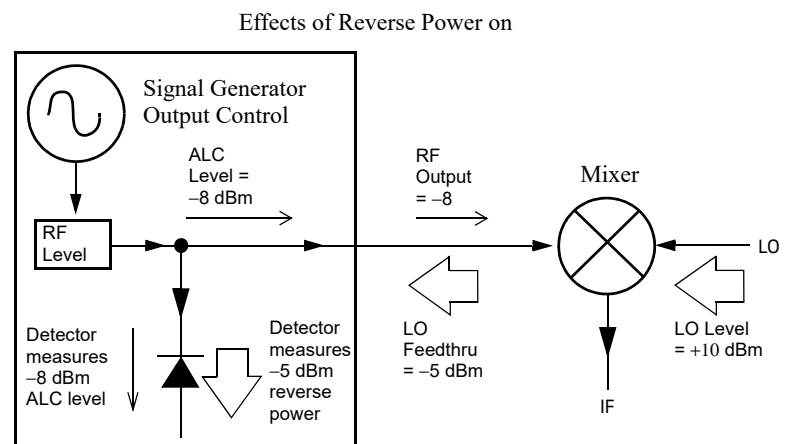 Effects of Reverse Power on
Signal Generator
Output Control
ALC
Level =
−8 dBm
RF
Output
= −8
Mixer
RF
Level
LO
Detector
measures
−8 dBm
ALC level
Detector
measures
−5 dBm
reverse
power
LO
Feedthru
= −5 dBm
LO Level
= +10 dBm
IF